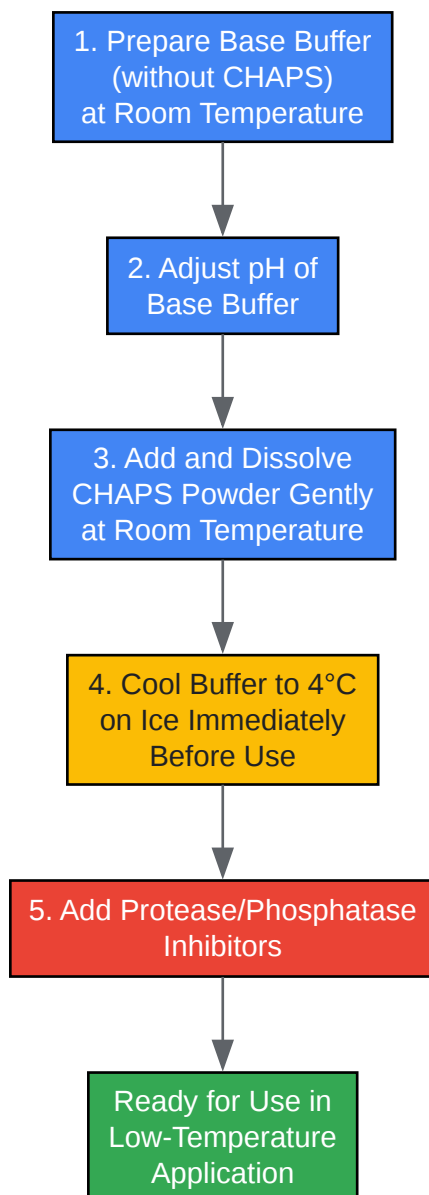 1. Prepare Base Buffer
(without CHAPS)
at Room Temperature
2. Adjust pH of
Base Buffer
3. Add and Dissolve
CHAPS Powder Gently
at Room Temperature
4. Cool Buffer to 4°C
on Ice Immediately
Before Use
5. Add Protease/Phosphatase
Inhibitors
Ready for Use in
Low-Temperature
Application